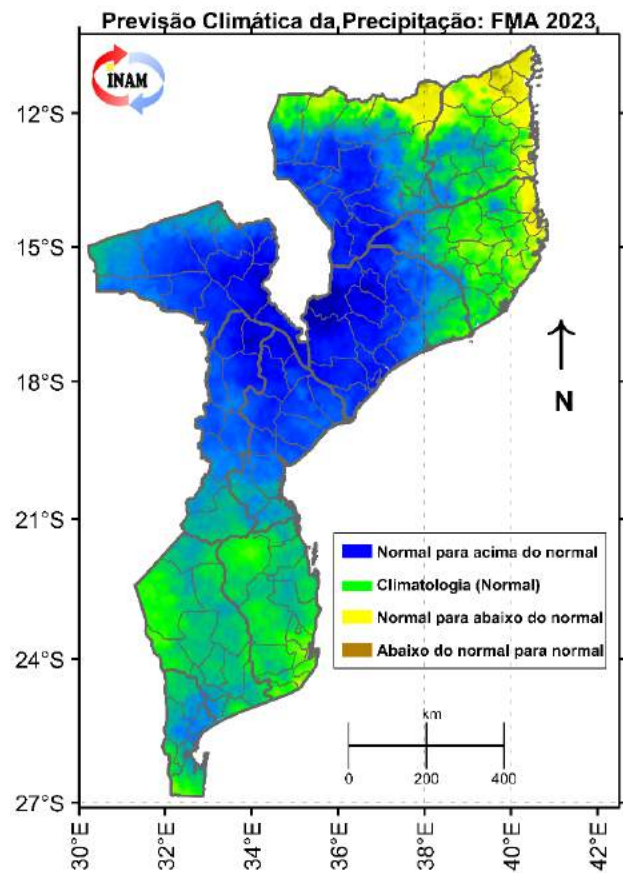 Previsão Climática da Precipitação: FMA 2023
INAM
12°S
15°S
18°S
21°S
24°S
27°S
N
Normal para acima do normal
Climatologia (Normal)
Normal para abaixo do normal
Abaixo do normal para normal
km
0 200 400
30°E 32°E 34°E 36°E 38°E 40°E 42°E